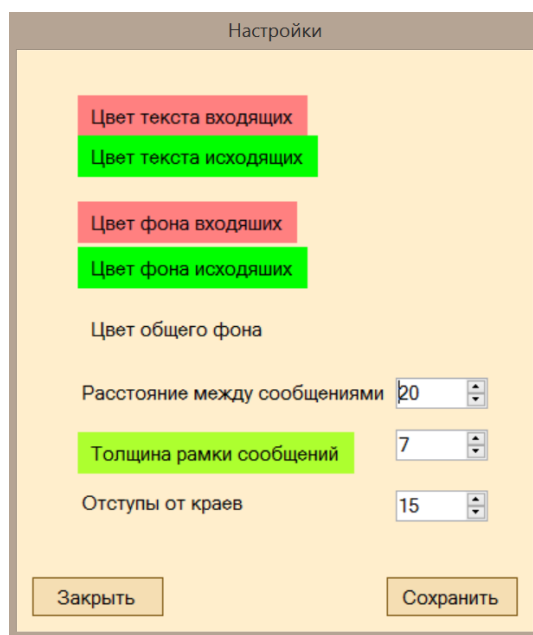 Настройки
Цвет текста входящих
Цвет текста исходящих
Цвет фона входяших
Цвет фона исходяших
Цвет общего фона
Расстояние между сообщениями 20
Толщина рамки сообщений 7
Отступы от краев 15
Закрыть Сохранить